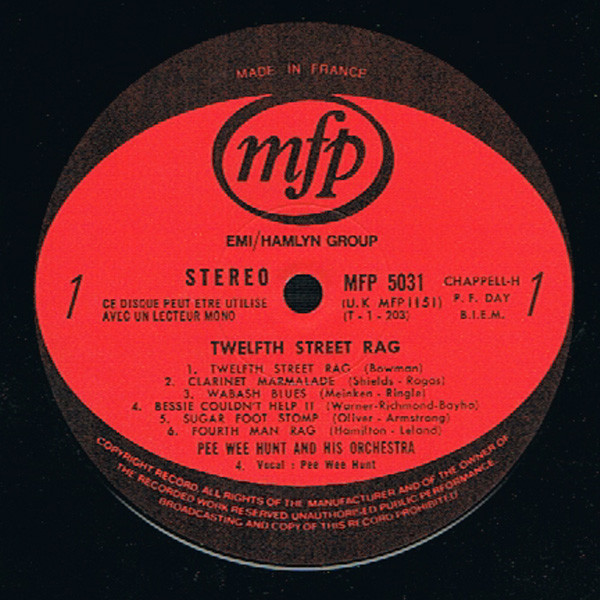 MADE IN FRANCE
mfp
EMI/HAMLYN GROUP
1
STEREO
MFP 5031
CHAPPELL-H
1
CE DISQUE PEUT ETRE UTILISE
(U.K MFP 1151)
P. F. DAY
AVEC UN LECTEUR MONO
(T - 1 - 203)
B.I.E.M.
TWELFTH STREET RAG
1. TWELFTH STREET RAG (Bowman)
2. CLARINET MARMALADE (Shields - Ragas)
3. WABASH BLUES (Meinken - Ringle)
4. BESSIE COULDN'T HELP II (Warner-Richmond-Bayha)
5. SUGAR FOOT STOMP (Oliver - Armstrong)
6. FOURTH MAN RAG (Hamilton - Leland)
PEE WEE HUNT AND HIS ORCHESTRA
4. Vocal : Pee Wee Hunt
COPYRIGHT RECORD. ALL RIGHTS OF THE MANUFACTURER AND OF THE OWNER OF
THE RECORDED WORK RESERVED. UNAUTHORISED PUBLIC PERFORMANCE
BROADCASTING AND COPY OF THIS RECORD PROHIBITED